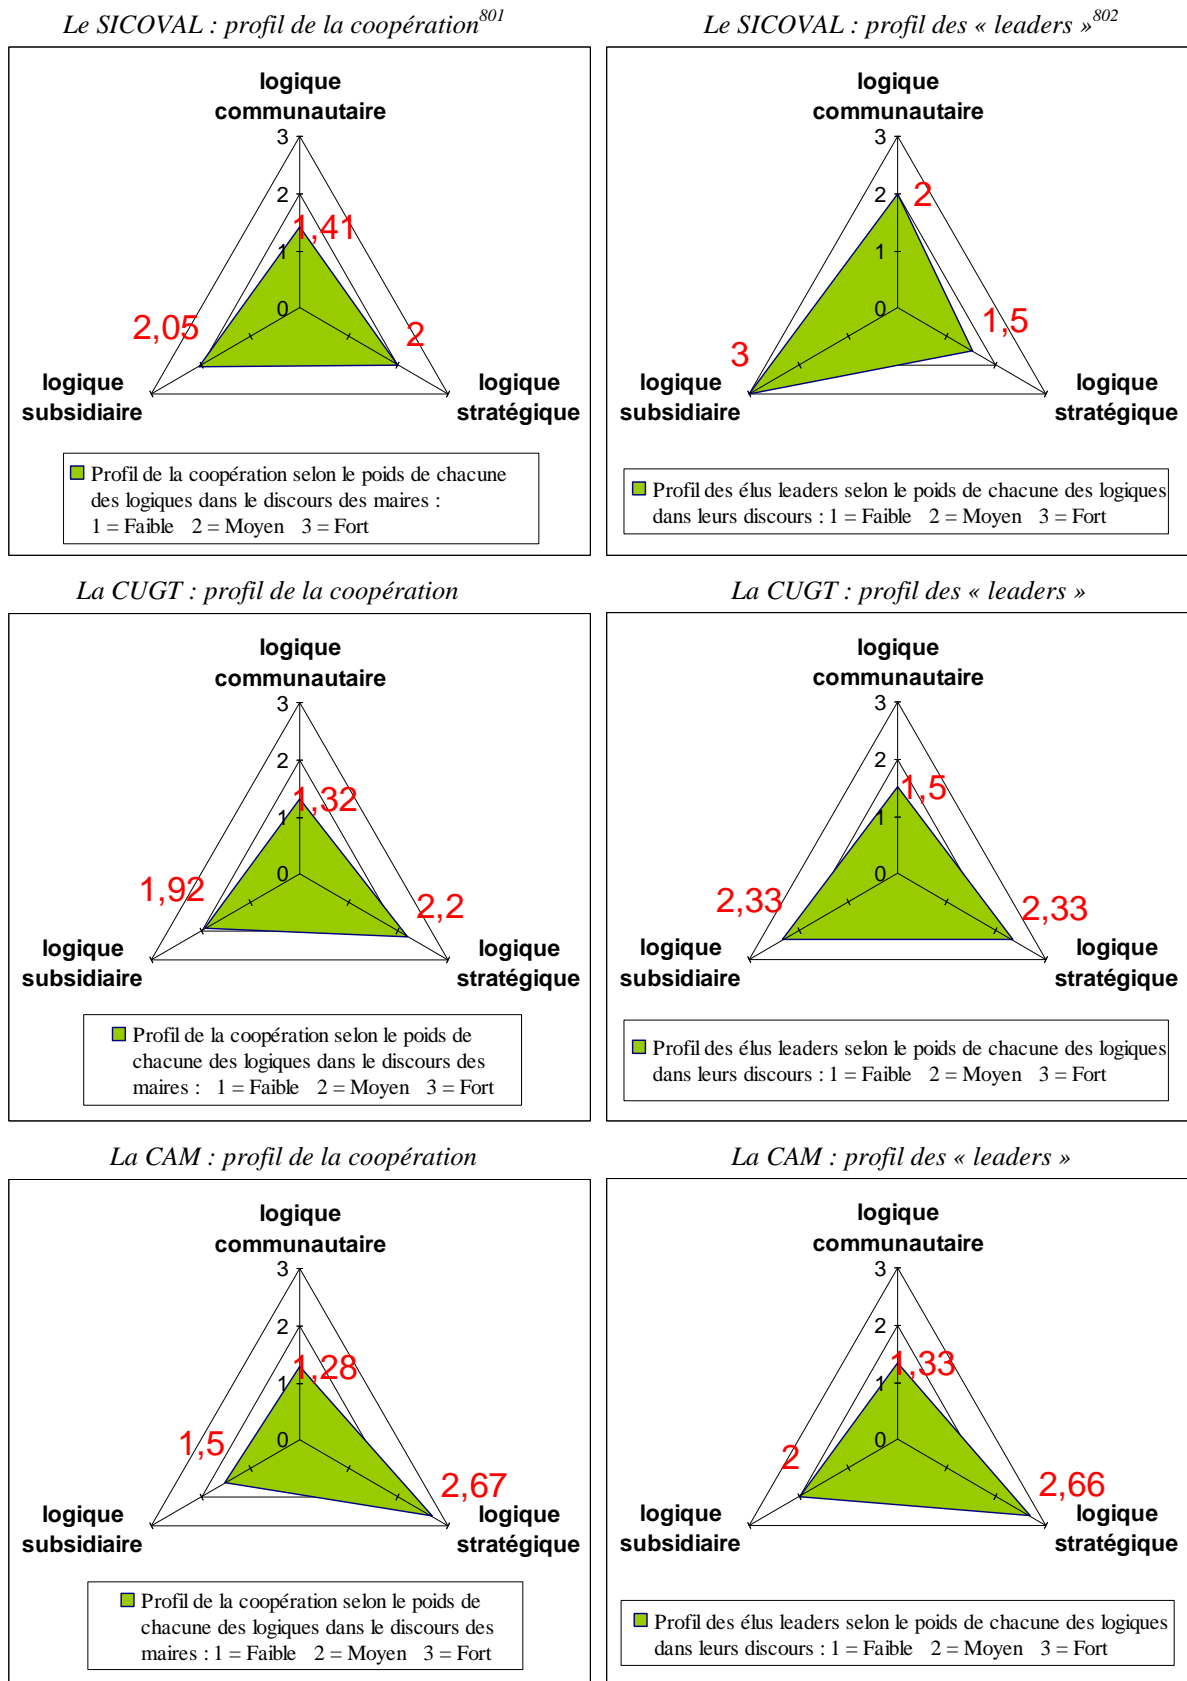 Le SICOVAL : profil de la coopération801
logique
communautaire
3
2
1,41
1
0
2,05
2
logique
subsidiaire
logique
stratégique
Profil de la coopération selon le poids de chacune
des logiques dans le discours des maires :
1 = Faible 2 = Moyen 3 = Fort
Le SICOVAL : profil des « leaders »802
logique
communautaire
3
2
2
1
0
1,5
3
logique
subsidiaire
logique
stratégique
Profil des élus leaders selon le poids de chacune des logiques
dans leurs discours : 1 = Faible 2 = Moyen 3 = Fort
La CUGT : profil de la coopération
logique
communautaire
3
2
1,32
1
0
1,92
2,2
logique
subsidiaire
logique
stratégique
Profil de la coopération selon le poids de
chacune des logiques dans le discours des
maires : 1 = Faible 2 = Moyen 3 = Fort
La CUGT : profil des « leaders »
logique
communautaire
3
2
1,5
1
0
2,33
2,33
logique
subsidiaire
logique
stratégique
Profil des élus leaders selon le poids de chacune des logiques
dans leurs discours : 1 = Faible 2 = Moyen 3 = Fort
La CAM : profil de la coopération
logique
communautaire
3
2
1,28
1
0
1,5
2,67
logique
subsidiaire
logique
stratégique
Profil de la coopération selon le poids de
chacune des logiques dans le discours des
maires : 1 = Faible 2 = Moyen 3 = Fort
La CAM : profil des « leaders »
logique
communautaire
3
2
1,33
1
0
2
2,66
logique
subsidiaire
logique
stratégique
Profil des élus leaders selon le poids de chacune des logiques
dans leurs discours : 1 = Faible 2 = Moyen 3 = Fort